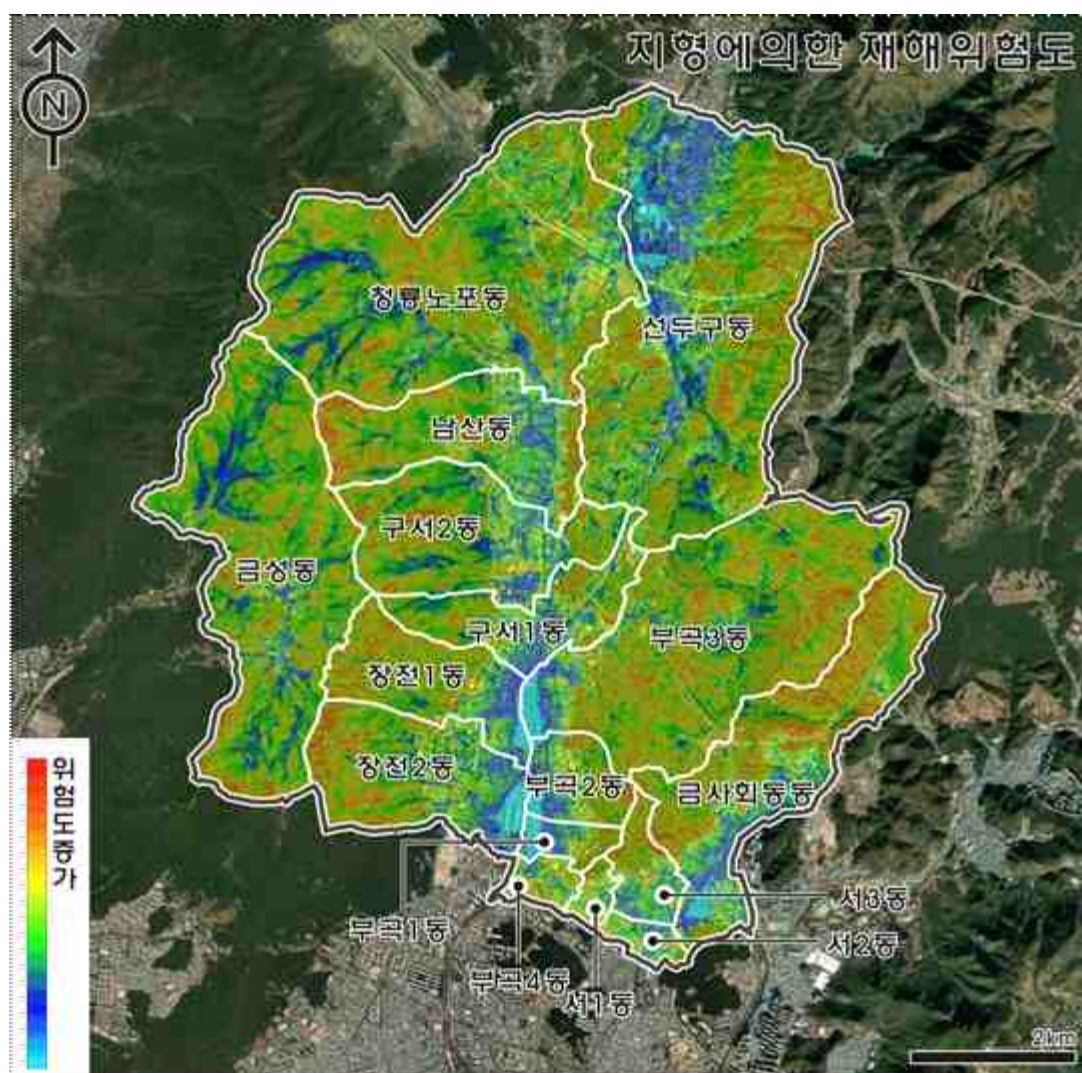 지형에의한 재해위험도
N
청룡노포동
선두구동
남산동
구서2동
금성동
구서1동
부곡3동
장전1동
장전2동
부곡2동
금사회동동
위험도증가
부곡1동
서3동
서2동
부곡4동
서1동
2km